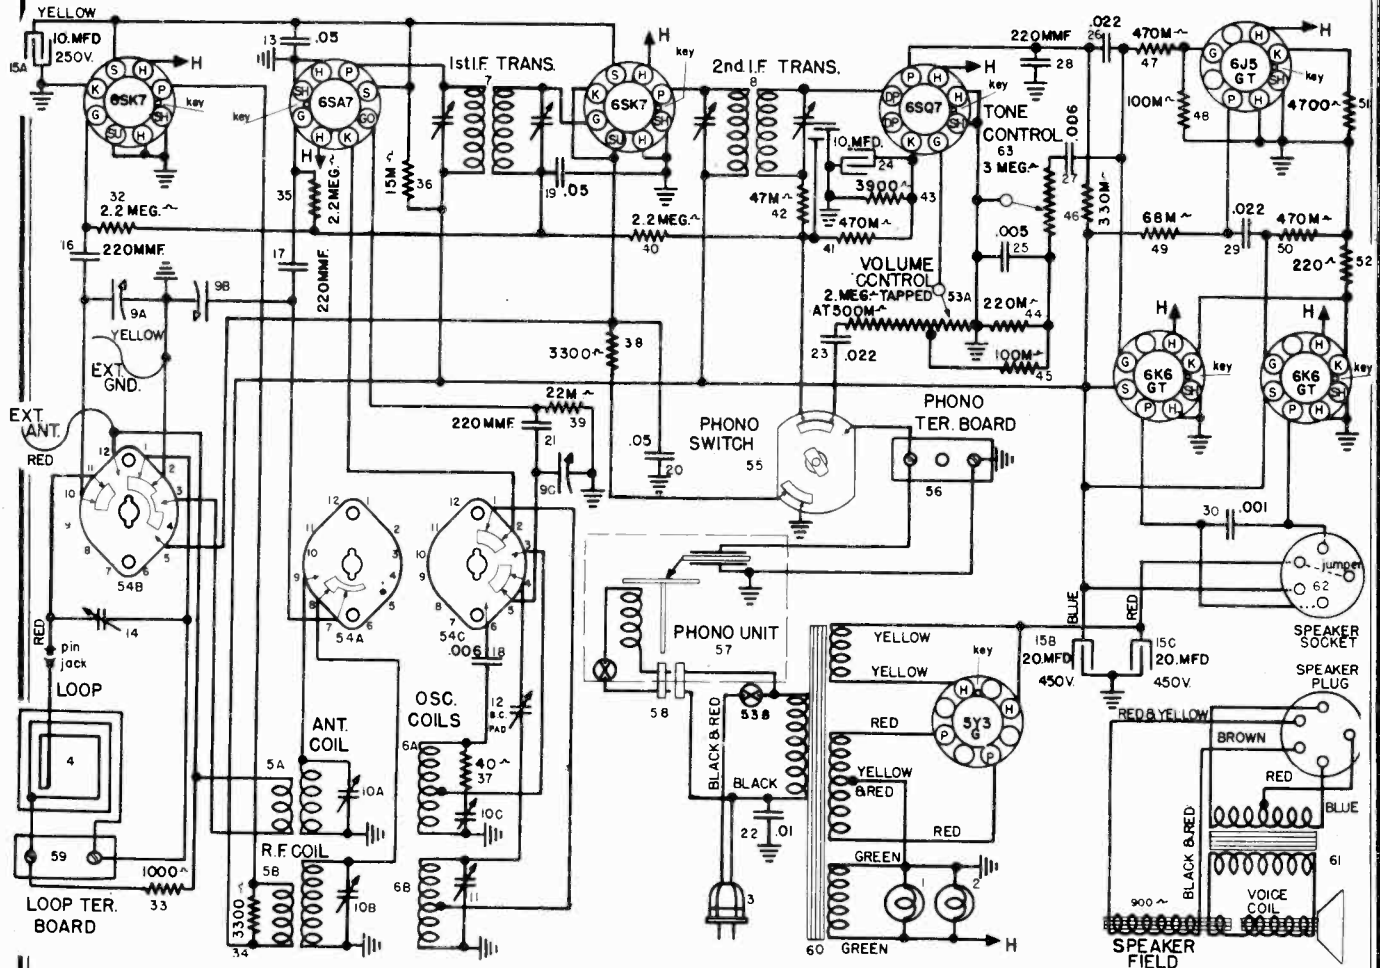 YELLOW
10.MFD
250V.
15A
6SK7
H
key
13 .05
6SA7
H
key
1st I.F. TRANS.
7
6SK7
H
key
2nd I.F. TRANS.
8
6SQ7
H
key
220MMF
28
.022
26
470M~
47
6J5
GT
H
key
100M~
48
4700~
51
TONE
CONTROL
63
3 MEG.~
.006
27
10.MFD.
24
3900~
43
47M~
42
470M~
41
330M~
46
68M~
49
.022
29
470M~
50
220~
52
.005
25
32
2.2 MEG.~
16
220MMF.
35
2.2MEG.~
H
15M~
36
19 .05
2.2 MEG.~
40
17
220MMF.
9A
9B
YELLOW
EXT.
GND.
EXT.
ANT.
RED
VOLUME
CONTROL
2.MEG.~TAPPED
AT 500M~
53A
220M~
44
100M~
45
23 .022
3300~
38
22M~
39
220MMF.
21
9C
.05
20
H
6K6
GT
key
H
6K6
GT
key
PHONO
SWITCH
55
PHONO
TER. BOARD
56
30 .001
jumper
62
SPEAKER
SOCKET
54B
54A
54C
.006 18
14
RED
pin
jack
LOOP
4
59
LOOP TER.
BOARD
1000~
33
5A
ANT.
COIL
10A
R.F. COIL
5B
10B
3300~
34
OSC.
COILS
6A
40~
37
10C
12
B.C.
PAD
6B
11
PHONO UNIT
57
58
53B
BLACK & RED
BLACK
22 .01
3
60
YELLOW
YELLOW
key
5Y3
G
RED
YELLOW
& RED
RED
GREEN
1
2
GREEN
H
BLUE
RED
15B
20.MFD
450V.
15C
20.MFD
450V.
SPEAKER
PLUG
RED & YELLOW
BROWN
RED
BLUE
BLACK & RED
61
900~
VOICE
COIL
SPEAKER
FIELD